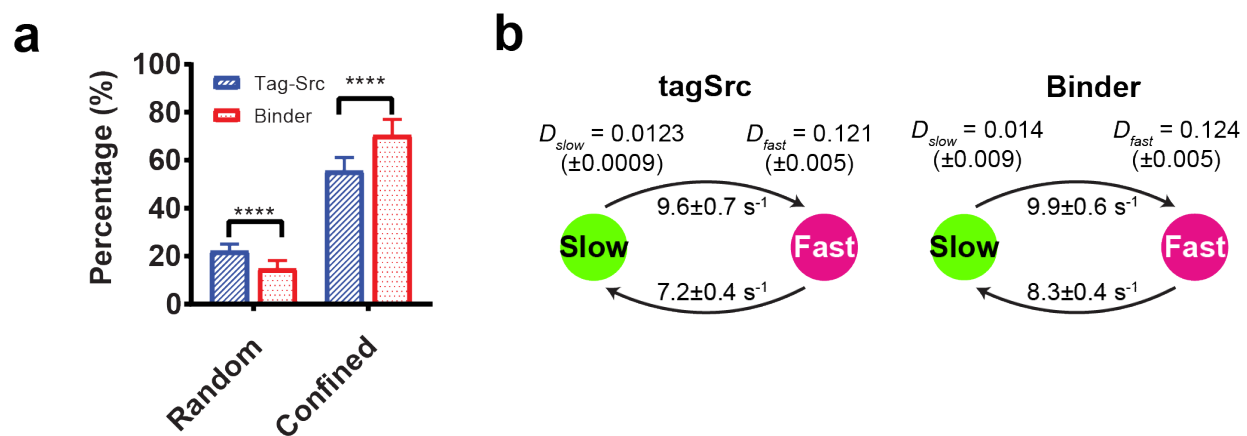 a
Percentage (%)
100
80
60
40
20
0
Tag-Src
Binder
****
****
Random
Confined
b
tagSrc
Dslow = 0.0123
(±0.0009)
Dfast = 0.121
(±0.005)
9.6±0.7 s-1
Slow
Fast
7.2±0.4 s-1
Binder
Dslow = 0.014
(±0.009)
Dfast = 0.124
(±0.005)
9.9±0.6 s-1
Slow
Fast
8.3±0.4 s-1